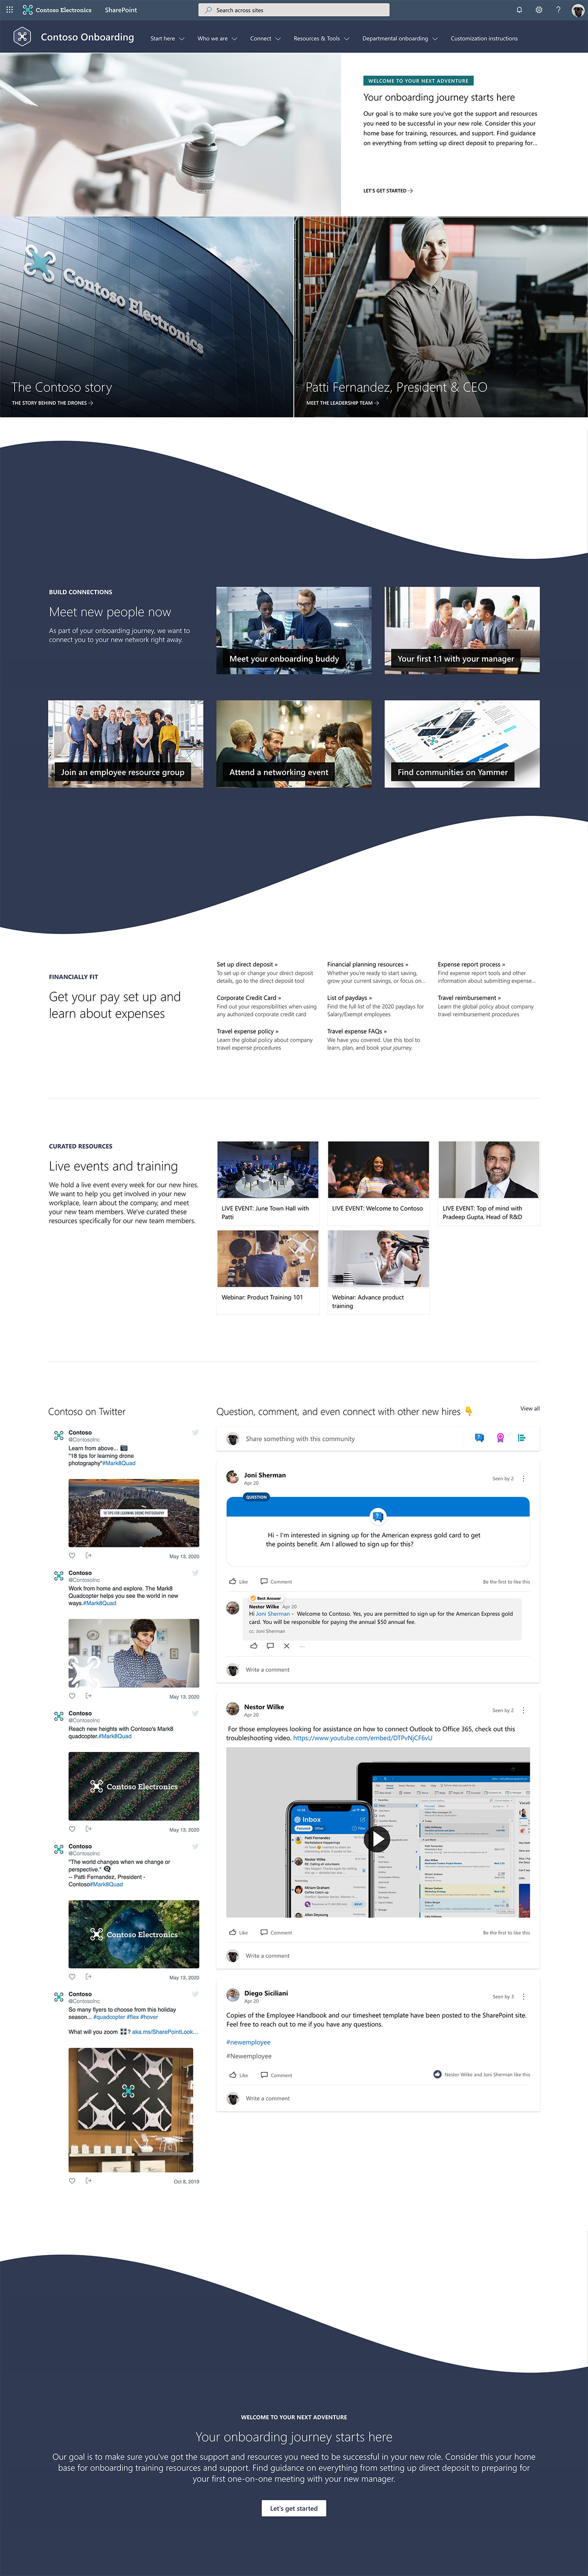 Contoso Electronics
SharePoint
Search across sites
Contoso Onboarding
Start here
Who we are
Connect
Resources & Tools
Departmental onboarding
Customization instructions
WELCOME TO YOUR NEXT ADVENTURE
Your onboarding journey starts here
Our goal is to make sure you've got the support and resources
you need to be successful in your new role. Consider this your
home base for training, resources, and support. Find guidance
on everything from setting up direct deposit to preparing for...
LET'S GET STARTED →
Contoso Electronics
The Contoso story
THE STORY BEHIND THE DRONES →
Patti Fernandez, President & CEO
MEET THE LEADERSHIP TEAM →
BUILD CONNECTIONS
Meet new people now
As part of your onboarding journey, we want to
connect you to your new network right away.
Meet your onboarding buddy
Your first 1:1 with your manager
Join an employee resource group
Attend a networking event
Find communities on Yammer
FINANCIALLY FIT
Get your pay set up and
learn about expenses
Set up direct deposit »
To set up or change your direct deposit
details, go to the direct deposit tool
Financial planning resources »
Whether you're ready to start saving,
grow your current savings, or focus on...
Expense report process »
Find expense report tools and other
information about submitting expense...
Corporate Credit Card »
Find out your responsibilities when using
any authorized corporate credit card
List of paydays »
Find the full list of the 2020 paydays for
Salary/Exempt employees
Travel reimbursement »
Learn the global policy about company
travel reimbursement procedures
Travel expense policy »
Learn the global policy about company
travel expense procedures
Travel expense FAQs »
We have you covered. Use this tool to
learn, plan, and book your journey.
CURATED RESOURCES
Live events and training
We hold a live event every week for our new hires.
We want to help you get involved in your new
workplace, learn about the company, and meet
your new team members. We've curated these
resources specifically for our new team members.
LIVE EVENT: June Town Hall with
Patti
LIVE EVENT: Welcome to Contoso
LIVE EVENT: Top of mind with
Pradeep Gupta, Head of R&D
Webinar: Product Training 101
Webinar: Advance product
training
Contoso on Twitter
Contoso
@ContosoInc
Learn from above...
"18 tips for learning drone
photography"#Mark8Quad
18 TIPS FOR LEARNING DRONE PHOTOGRAPHY
May 13, 2020
Contoso
@ContosoInc
Work from home and explore. The Mark8
Quadcopter helps you see the world in new
ways.#Mark8Quad
May 13, 2020
Contoso
@ContosoInc
Reach new heights with Contoso's Mark8
quadcopter.#Mark8Quad
Contoso Electronics
May 13, 2020
Contoso
@ContosoInc
"The world changes when we change or
perspective."
-- Patti Fernandez, President -
Contoso#Mark8Quad
Contoso Electronics
May 13, 2020
Contoso
@ContosoInc
So many flyers to choose from this holiday
season... #quadcopter #flex #hover
What will you zoom ? aka.ms/SharePointLook...
Oct 8, 2019
Question, comment, and even connect with other new hires 👇
View all
Share something with this community
Joni Sherman
Apr 20
Seen by 2
QUESTION
Hi - I'm interested in signing up for the American express gold card to get
the points benefit. Am I allowed to sign up for this?
Like
Comment
Be the first to like this
Best Answer
Nestor Wilke Apr 20
Hi Joni Sherman - Welcome to Contoso. Yes, you are permitted to sign up for the American Express gold
card. You will be responsible for paying the annual $50 annual fee.
cc: Joni Sherman
Write a comment
Nestor Wilke
Apr 20
Seen by 2
For those employees looking for assistance on how to connect Outlook to Office 365, check out this
troubleshooting video. https://www.youtube.com/embed/DTPvNjCF6vU
Inbox
Like
Comment
Be the first to like this
Write a comment
Diego Siciliani
Apr 20
Seen by 3
Copies of the Employee Handbook and our timesheet template have been posted to the SharePoint site.
Feel free to reach out to me if you have any questions.
#newemployee
#Newemployee
Like
Comment
Nestor Wilke and Joni Sherman like this
Write a comment
WELCOME TO YOUR NEXT ADVENTURE
Your onboarding journey starts here
Our goal is to make sure you've got the support and resources you need to be successful in your new role. Consider this your home
base for onboarding training resources and support. Find guidance on everything from setting up direct deposit to preparing for
your first one-on-one meeting with your new manager.
Let's get started